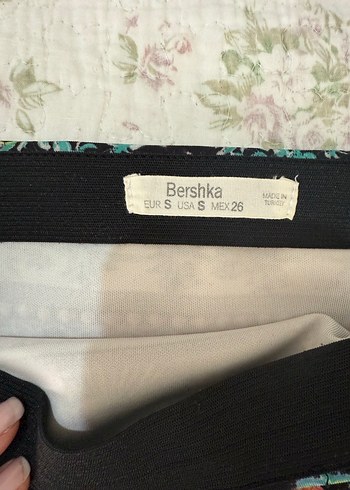 Bershka
EUR S USA S MEX 26
MADE IN
TURKEY